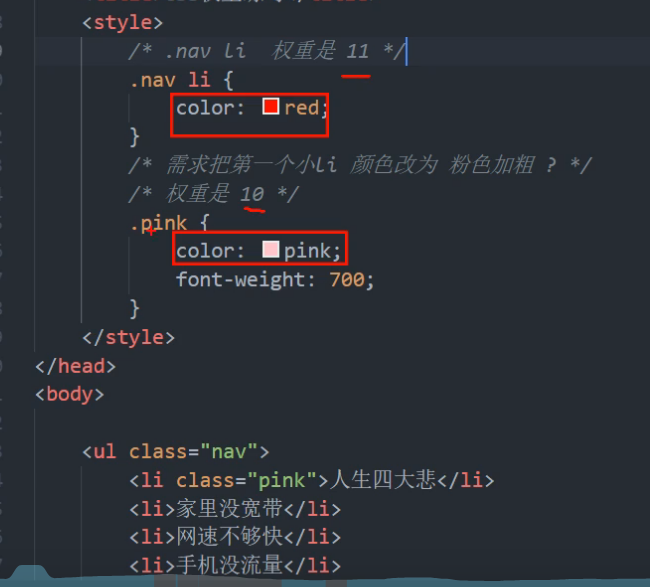 <style>
/* .nav li 权重是 11 */
.nav li {
color: red;
}
/* 需求把第一个小li 颜色改为 粉色加粗 ? */
/* 权重是 10 */
.pink {
color: pink;
font-weight: 700;
}
</style>
</head>
<body>
<ul class="nav">
<li class="pink">人生四大悲</li>
<li>家里没宽带</li>
<li>网速不够快</li>
<li>手机没流量</li>